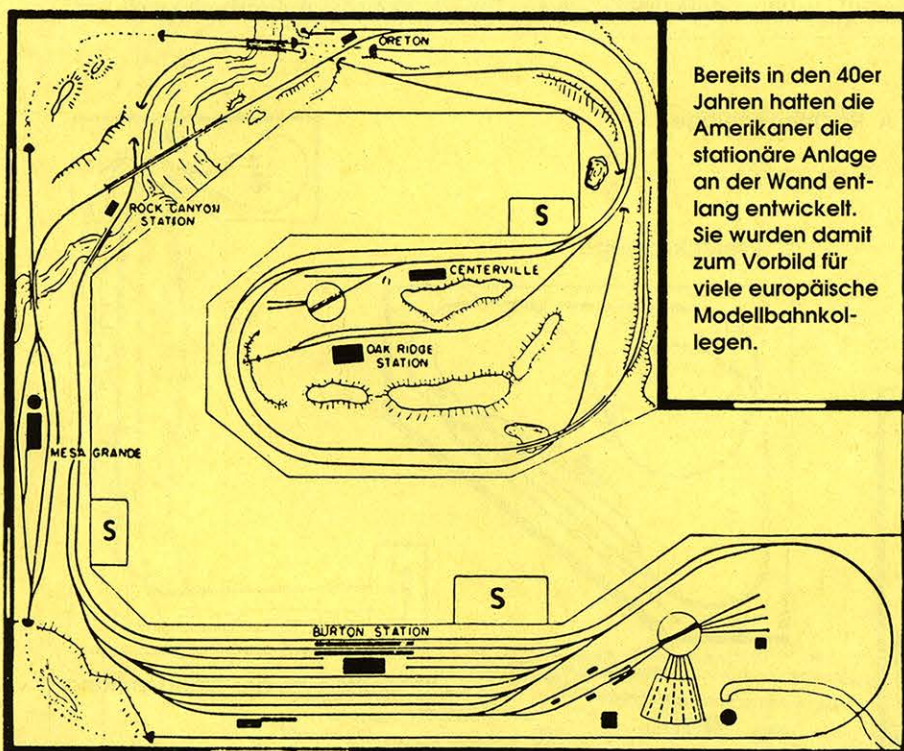 ORETON
Bereits in den 40er
Jahren hatten die
Amerikaner die
stationäre Anlage
an der Wand ent-
lang entwickelt.
Sie wurden damit
zum Vorbild für
viele europäische
Modellbahnkol-
legen.
ROCK CANYON
STATION
S
CENTERVILLE
OAK RIDGE
STATION
MESA GRANDE
S
S
BURTON STATION